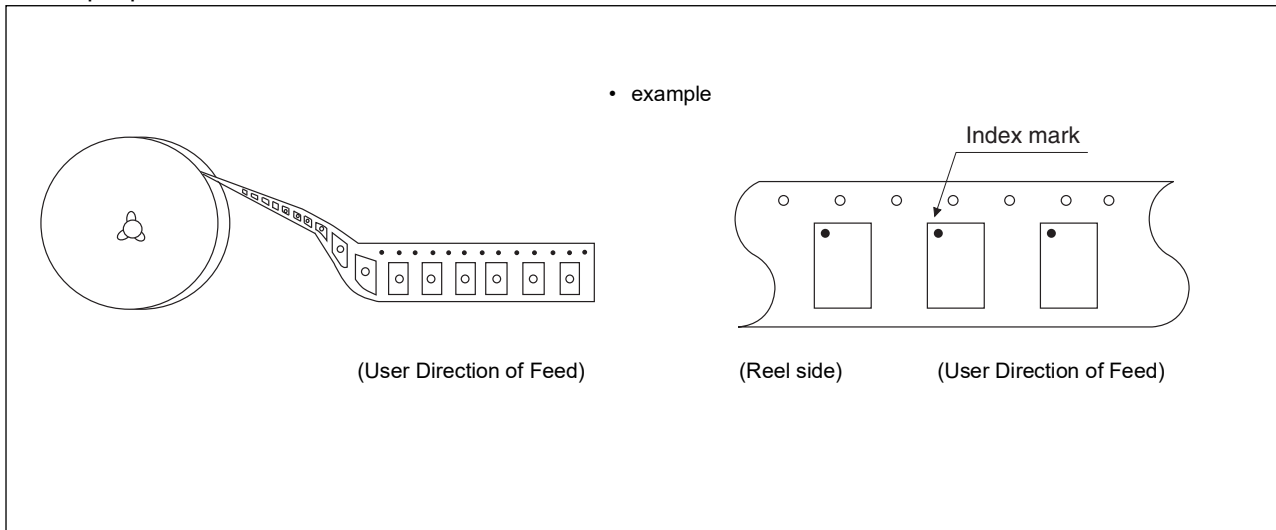 • example
Index mark
(User Direction of Feed)
(Reel side)
(User Direction of Feed)